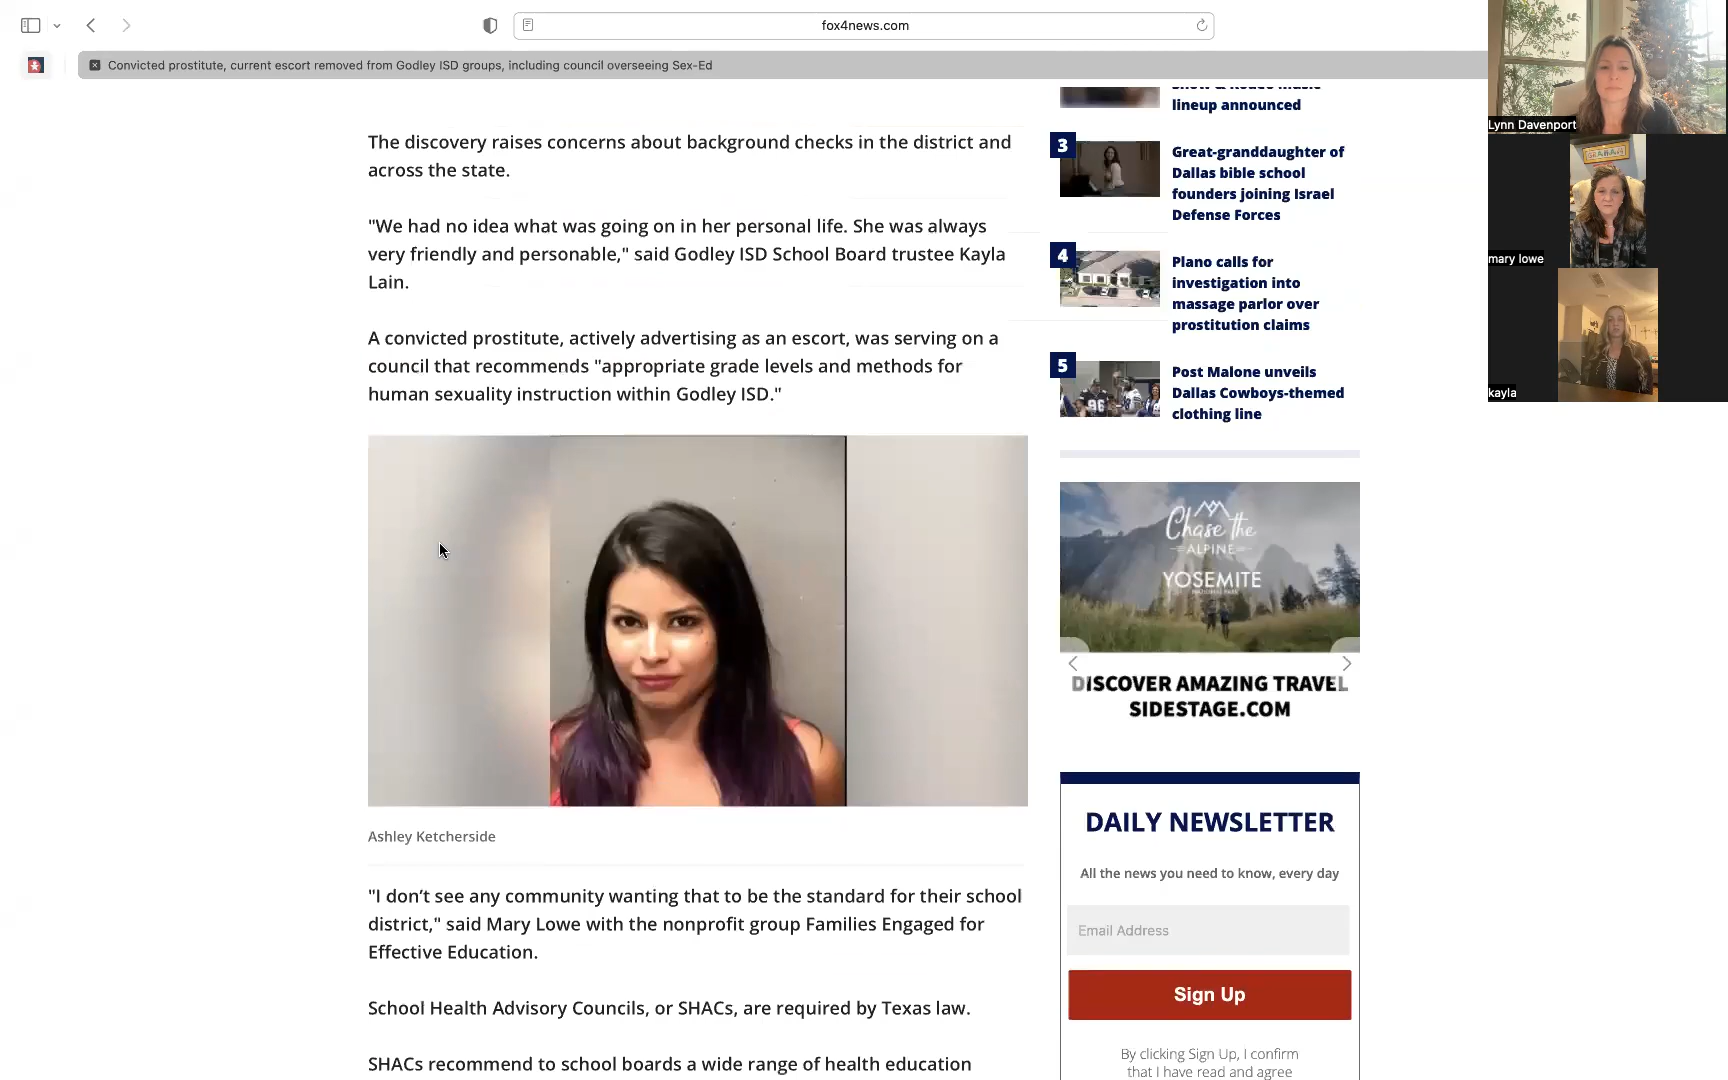 fox4news.com
Convicted prostitute, current escort removed from Godley ISD groups, including council overseeing Sex-Ed
The discovery raises concerns about background checks in the district and
across the state.
"We had no idea what was going on in her personal life. She was always
very friendly and personable," said Godley ISD School Board trustee Kayla
Lain.
A convicted prostitute, actively advertising as an escort, was serving on a
council that recommends "appropriate grade levels and methods for
human sexuality instruction within Godley ISD."
Ashley Ketcherside
"I don't see any community wanting that to be the standard for their school
district," said Mary Lowe with the nonprofit group Families Engaged for
Effective Education.
School Health Advisory Councils, or SHACs, are required by Texas law.
SHACs recommend to school boards a wide range of health education
lineup announced
3
Great-granddaughter of
Dallas bible school
founders joining Israel
Defense Forces
4
Plano calls for
investigation into
massage parlor over
prostitution claims
5
Post Malone unveils
Dallas Cowboys-themed
clothing line
Chase the
ALPINE
YOSEMITE
DISCOVER AMAZING TRAVEL
SIDESTAGE.COM
DAILY NEWSLETTER
All the news you need to know, every day
Email Address
Sign Up
By clicking Sign Up, I confirm
that I have read and agree
Lynn Davenport
mary lowe
kayla